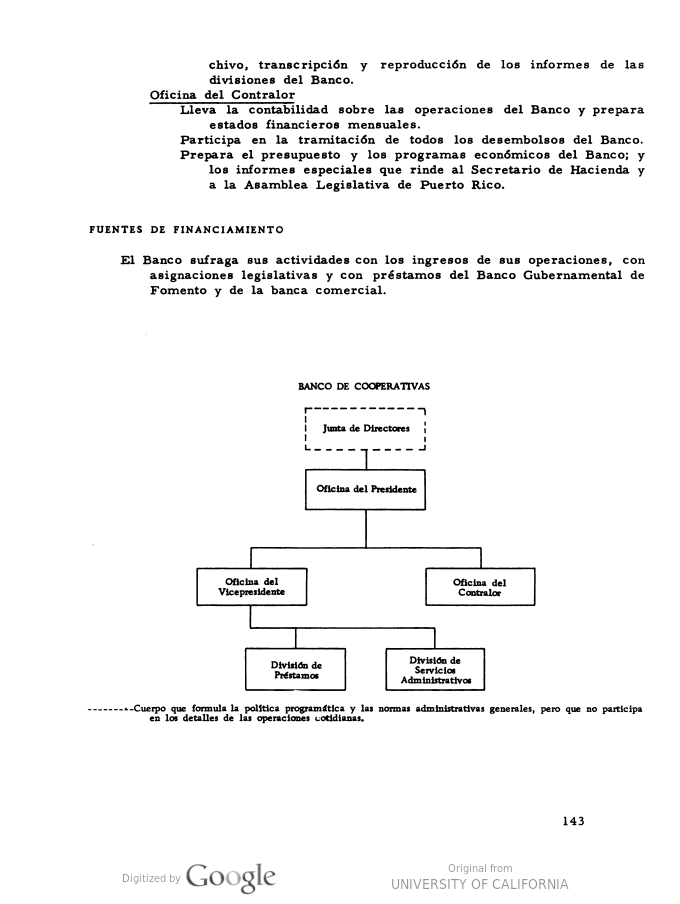 chivo, transcripción y reproducción de los informes de las
divisiones del Banco.
Oficina del Contralor
Lleva la contabilidad sobre las operaciones del Banco y prepara
estados financieros mensuales.
Participa en la tramitación de todos los desembolsos del Banco.
Prepara el presupuesto y los programas económicos del Banco; y
los informes especiales que rinde al Secretario de Hacienda y
a la Asamblea Legislativa de Puerto Rico.
FUENTES DE FINANCIAMIENTO
El Banco sufraga sus actividades con los ingresos de sus operaciones, con
asignaciones legislativas y con préstamos del Banco Gubernamental de
Fomento y de la banca comercial.
BANCO DE COOPERATIVAS
Junta de Directores
Oficina del Presidente
Oficina del
Vicepresidente
Oficina del
Contralor
División de
Préstamos
División de
Servicios
Administrativos
---------Cuerpo que formula la política programática y las normas administrativas generales, pero que no participa
en los detalles de las operaciones cotidianas.
143
Digitized by Google
Original from
UNIVERSITY OF CALIFORNIA